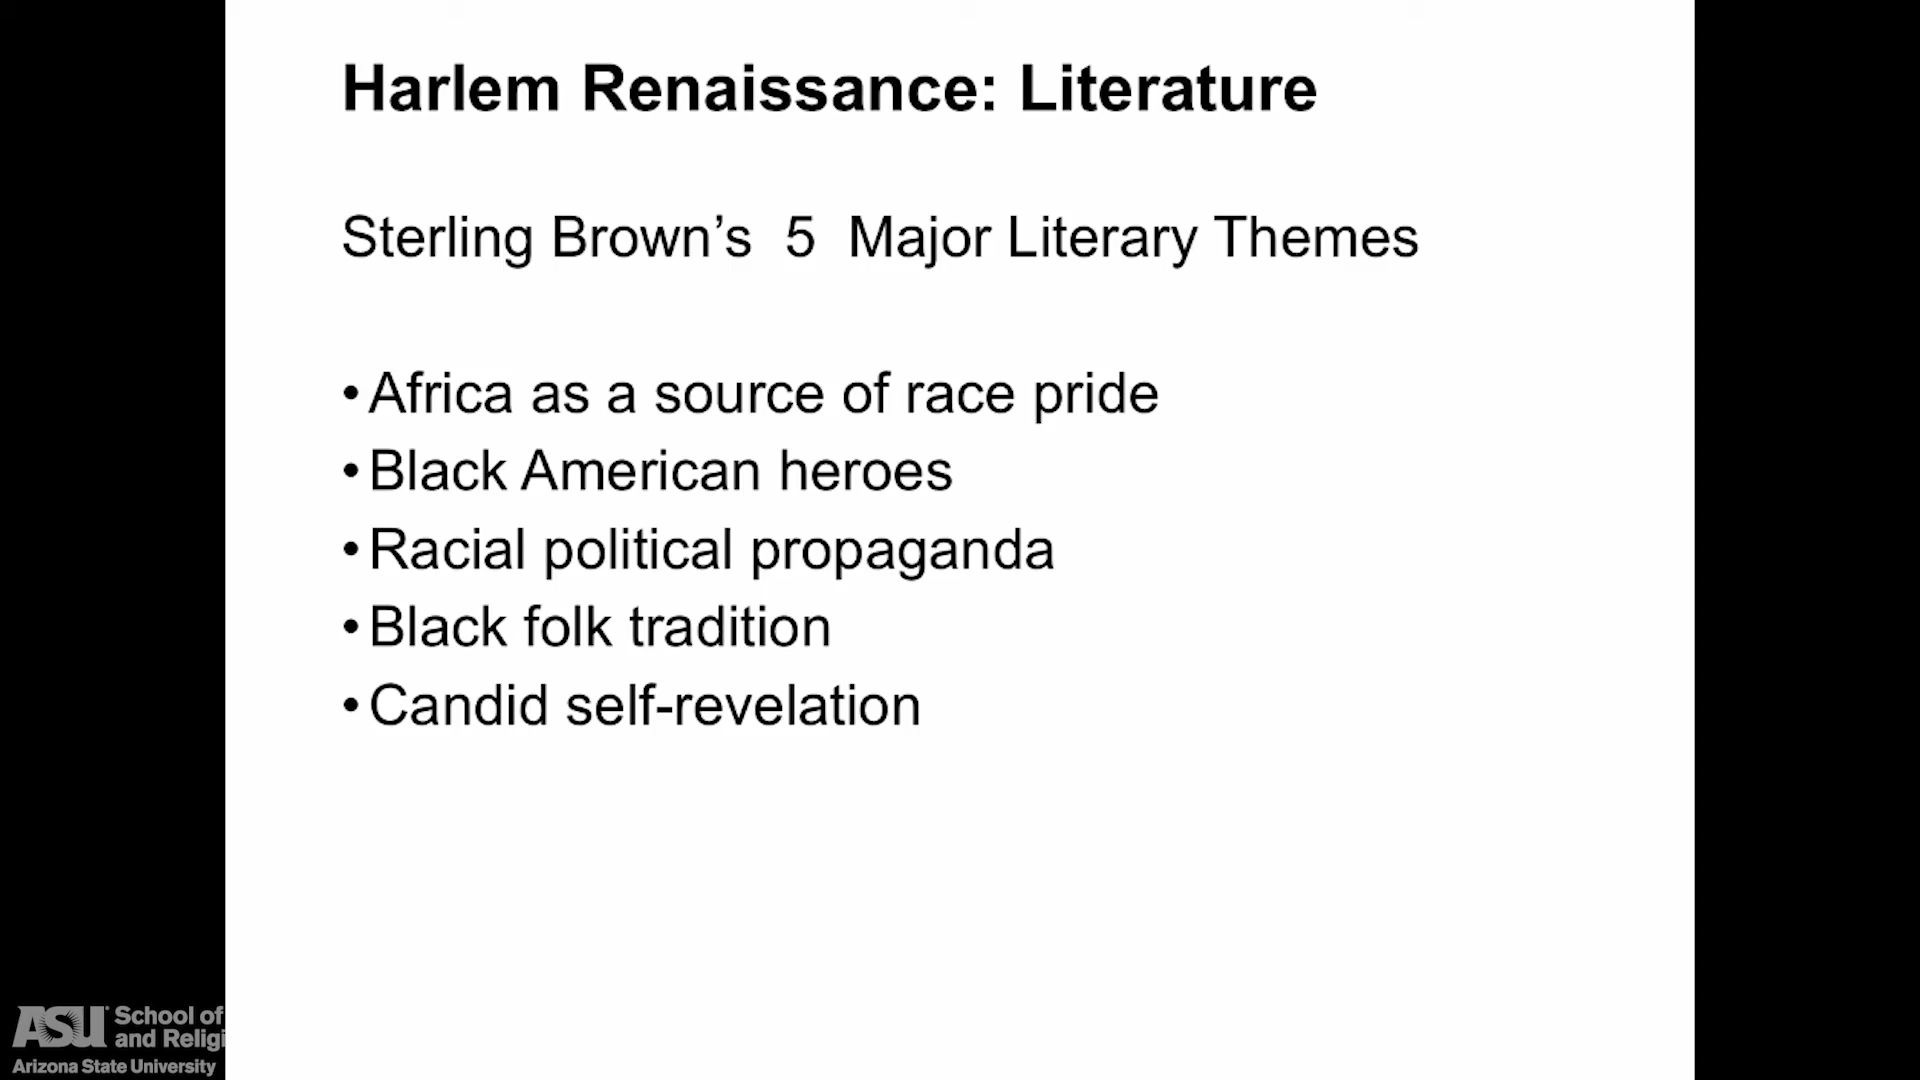 Harlem Renaissance: Literature
Sterling Brown’s 5 Major Literary Themes
•Africa as a source of race pride
•Black American heroes
•Racial political propaganda
•Black folk tradition
•Candid self-revelation
ASU School of
and Religi
Arizona State University